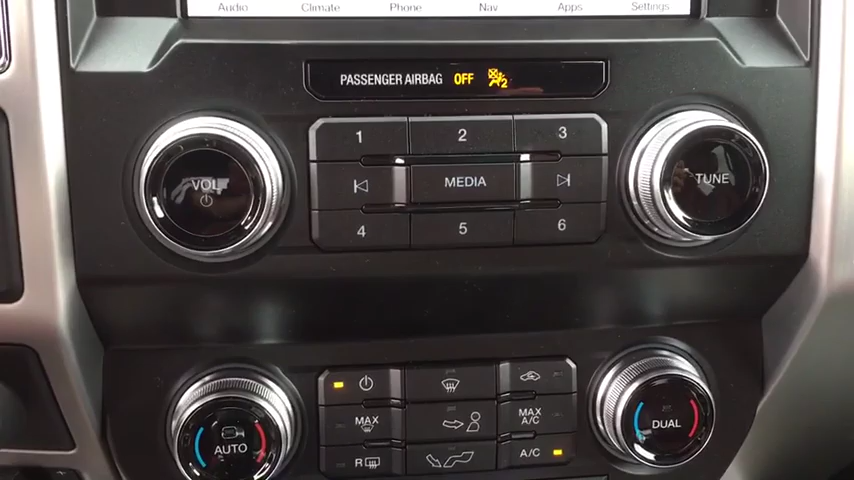 Audio Climate Phone Nav Apps Settings
PASSENGER AIRBAG OFF 2
1 2 3
VOL MEDIA TUNE
4 5 6
MAX MAX A/C
AUTO DUAL
R A/C